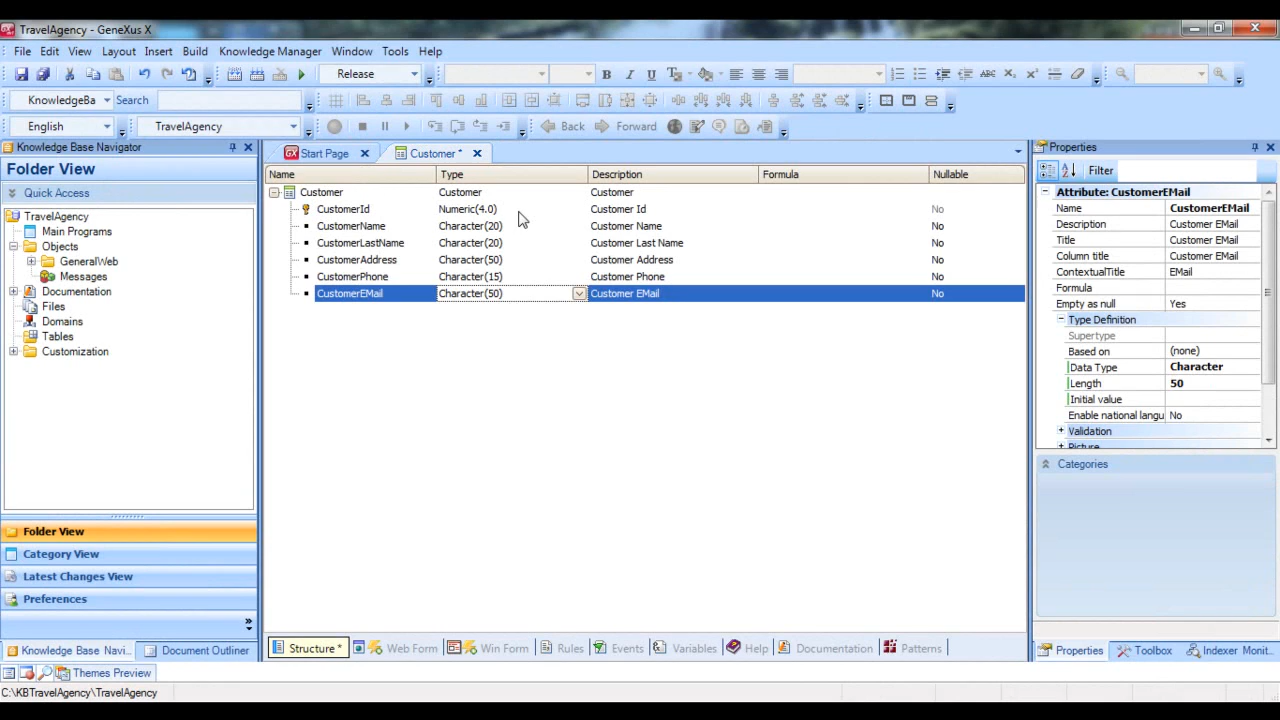 TravelAgency - GeneXus X
File Edit View Layout Insert Build Knowledge Manager Window Tools Help
Release
KnowledgeBa Search
English TravelAgency Back Forward
Knowledge Base Navigator
Folder View
Quick Access
TravelAgency
Main Programs
Objects
GeneralWeb
Messages
Documentation
Files
Domains
Tables
Customization
Folder View
Category View
Latest Changes View
Preferences
Knowledge Base Navi... Document Outliner
Start Page Customer *
Name Type Description Formula Nullable
Customer Customer Customer
CustomerId Numeric(4.0) Customer Id No
CustomerName Character(20) Customer Name No
CustomerLastName Character(20) Customer Last Name No
CustomerAddress Character(50) Customer Address No
CustomerPhone Character(15) Customer Phone No
CustomerEMail Character(50) Customer EMail No
Structure * Web Form Win Form Rules Events Variables Help Documentation Patterns
Properties
Filter
Attribute: CustomerEMail
Name CustomerEMail
Description Customer EMail
Title Customer EMail
Column title Customer EMail
ContextualTitle EMail
Formula
Empty as null Yes
Type Definition
Supertype
Based on (none)
Data Type Character
Length 50
Initial value
Enable national langu No
Validation
Picture
Categories
Properties Toolbox Indexer Monit...
Themes Preview
C:\KBTravelAgency\TravelAgency